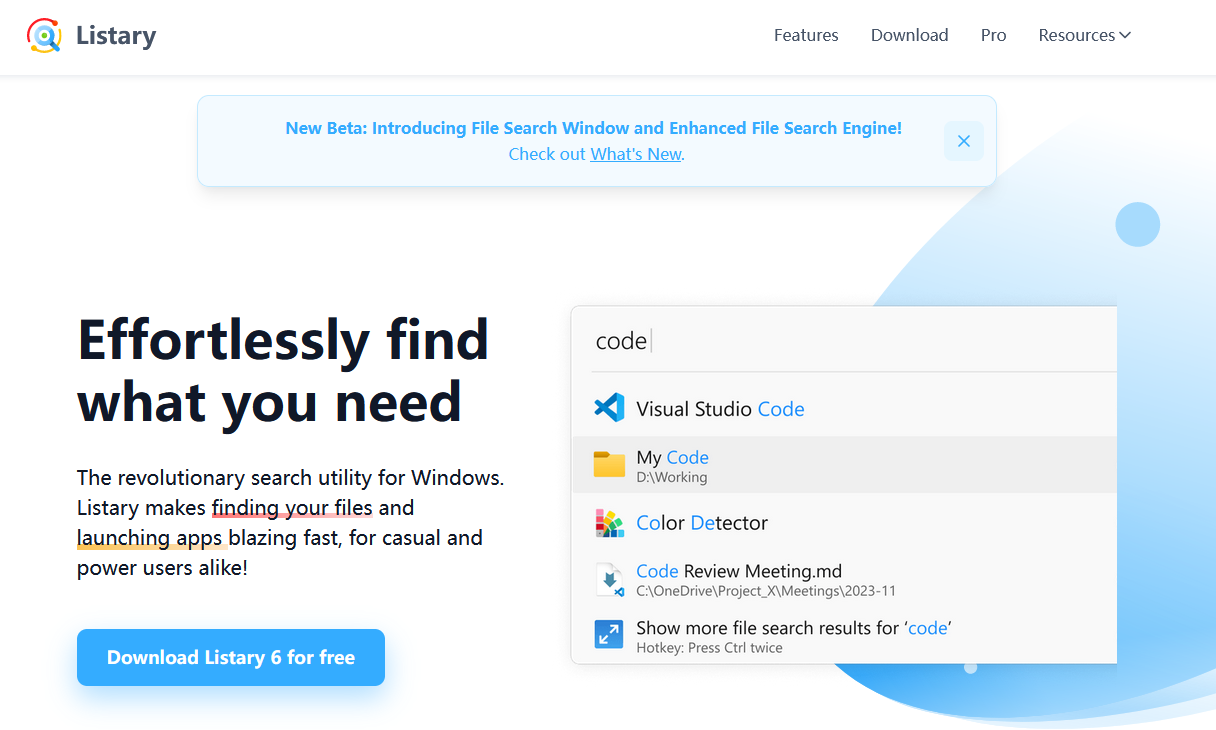 Listary
Features
Download
Pro
Resources
New Beta: Introducing File Search Window and Enhanced File Search Engine!
Check out What's New.
Effortlessly find
what you need
The revolutionary search utility for Windows.
Listary makes finding your files and
launching apps blazing fast, for casual and
power users alike!
Download Listary 6 for free
code
Visual Studio Code
My Code
D:\Working
Color Detector
Code Review Meeting.md
C:\OneDrive\Project_X\Meetings\2023-11
Show more file search results for ‘code’
Hotkey: Press Ctrl twice